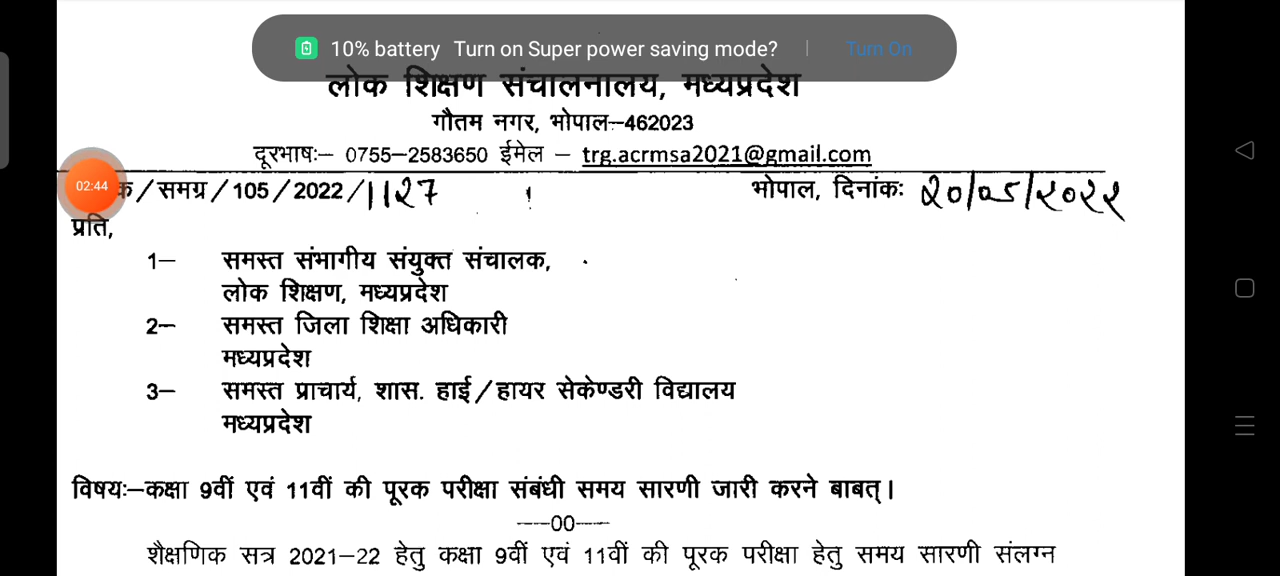 10% battery Turn on Super power saving mode? Turn On
लोक शिक्षण संचालनालय, मध्यप्रदेश
गौतम नगर, भोपाल–462023
दूरभाषः– 0755–2583650 ईमेल – trg.acrmsa2021@gmail.com
02:44
क/समग्र/105/2022/1127 भोपाल, दिनांकः २०/०५/२०२२
प्रति,
1– समस्त संभागीय संयुक्त संचालक,
लोक शिक्षण, मध्यप्रदेश
2– समस्त जिला शिक्षा अधिकारी
मध्यप्रदेश
3– समस्त प्राचार्य, शास. हाई/हायर सेकेण्डरी विद्यालय
मध्यप्रदेश
विषयः–कक्षा 9वीं एवं 11वीं की पूरक परीक्षा संबंधी समय सारणी जारी करने बाबत्।
----00----
शैक्षणिक सत्र 2021–22 हेतु कक्षा 9वीं एवं 11वीं की पूरक परीक्षा हेतु समय सारणी संलग्न